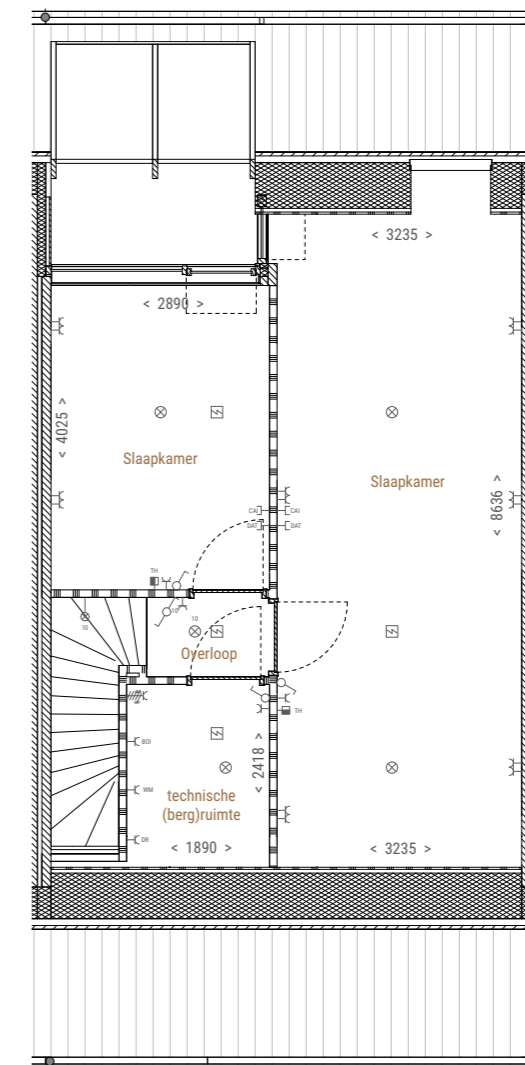 < 3235 >
< 2890 >
< 4025 >
Slaapkamer
Slaapkamer
< 8636 >
CAI
CAI
DAT
DAT
TH
10
10
10
Overloop
TH
BOI
< 2418 >
WM
technische
(berg)ruimte
DR
< 1890 >
< 3235 >